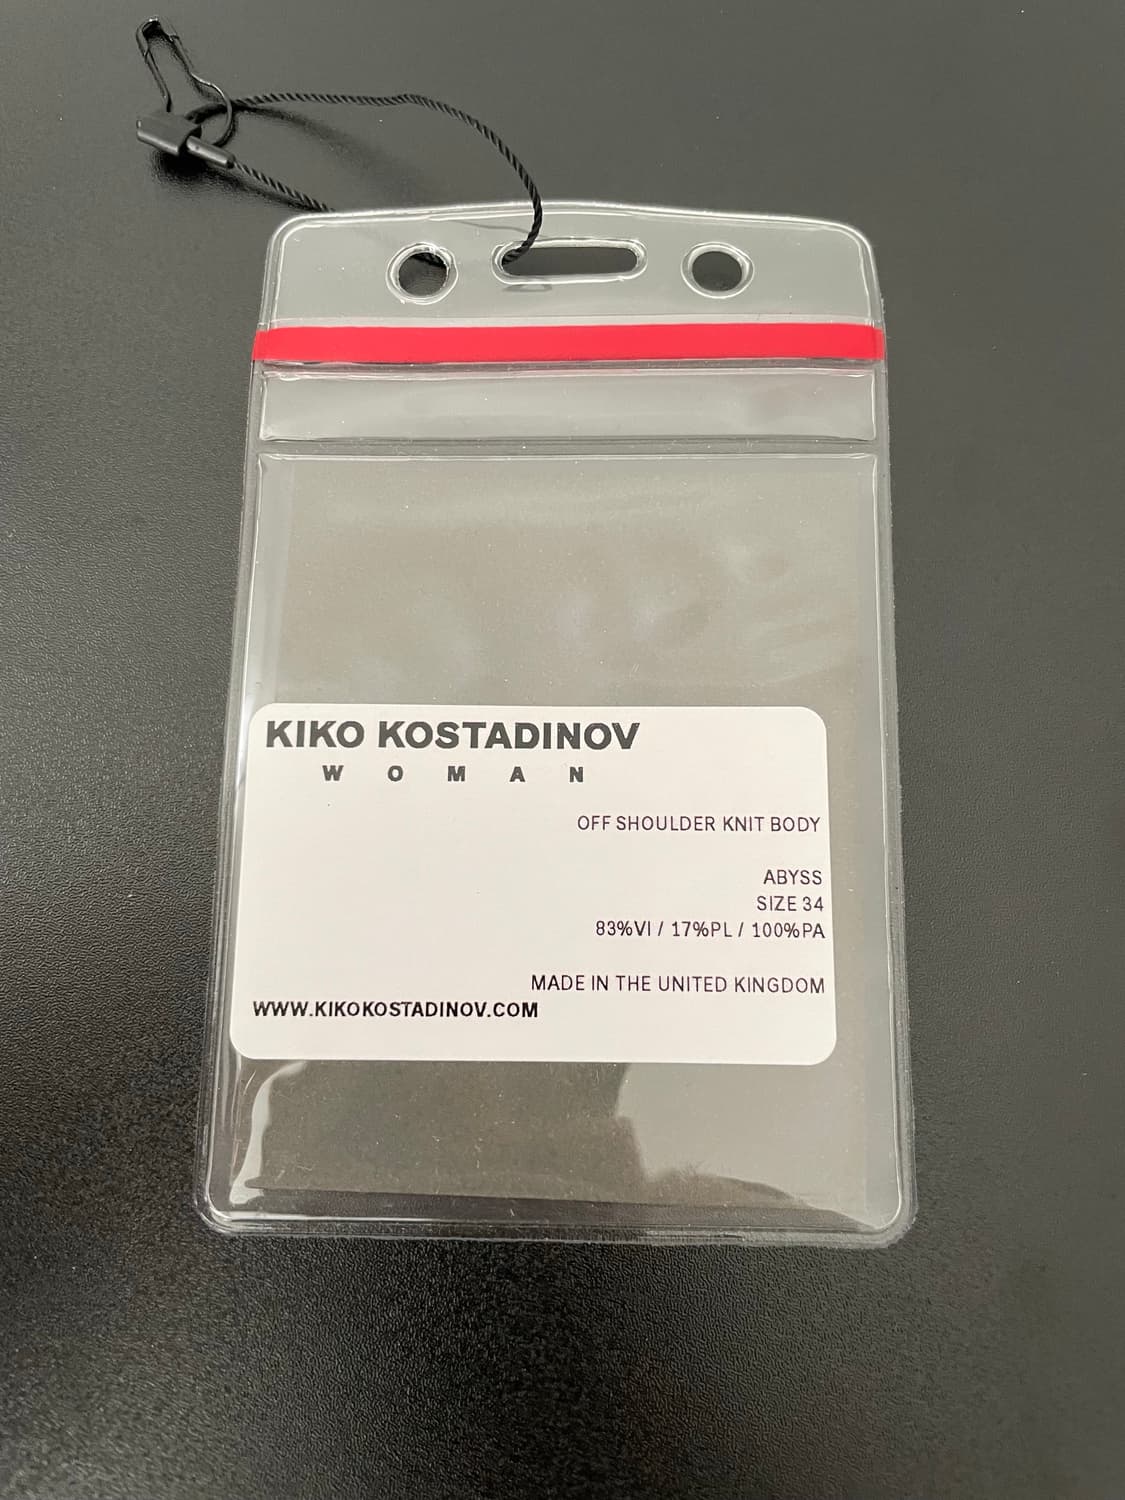 KIKO KOSTADINOV
W O M A N
OFF SHOULDER KNIT BODY
ABYSS
SIZE 34
83%VI / 17%PL / 100%PA
MADE IN THE UNITED KINGDOM
WWW.KIKOKOSTADINOV.COM